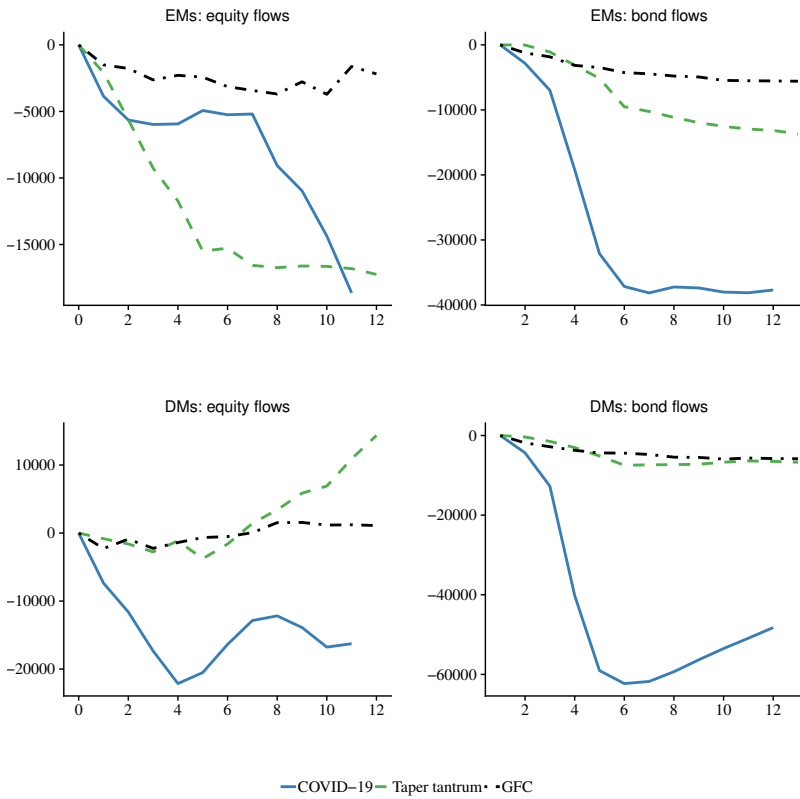 EMs: equity flows
0
−5000
−10000
−15000
0 2 4 6 8 10 12
EMs: bond flows
0
−10000
−20000
−30000
−40000
2 4 6 8 10 12
DMs: equity flows
10000
0
−10000
−20000
0 2 4 6 8 10 12
DMs: bond flows
0
−20000
−40000
−60000
2 4 6 8 10 12
COVID−19 Taper tantrum GFC